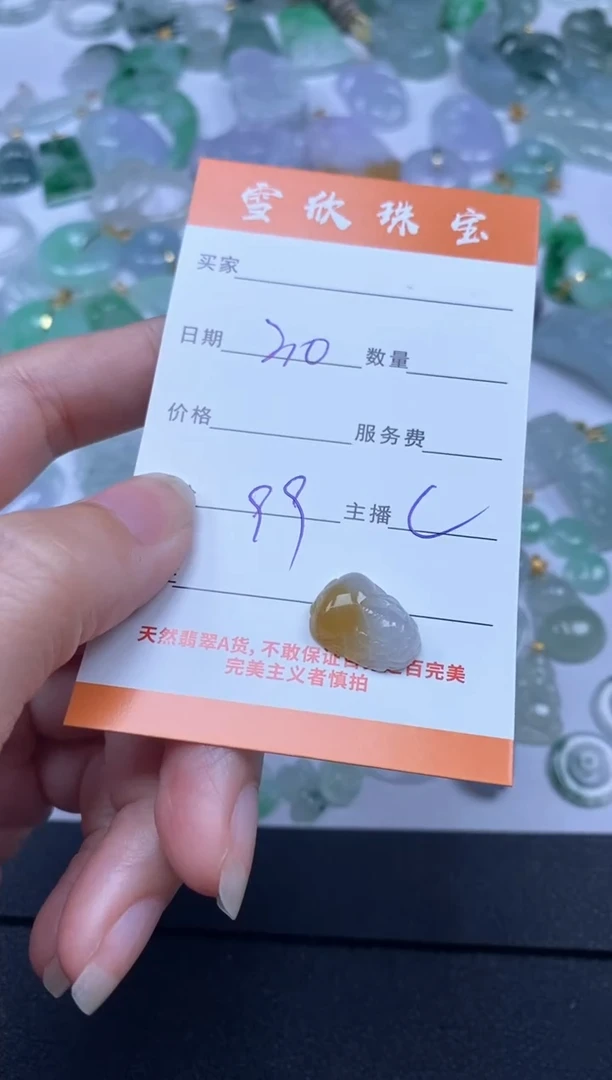 雪欣珠宝
买家
日期 20 数量
价格 服务费
99 主播 C
天然翡翠A货，不敢保证百完美
完美主义者慎拍